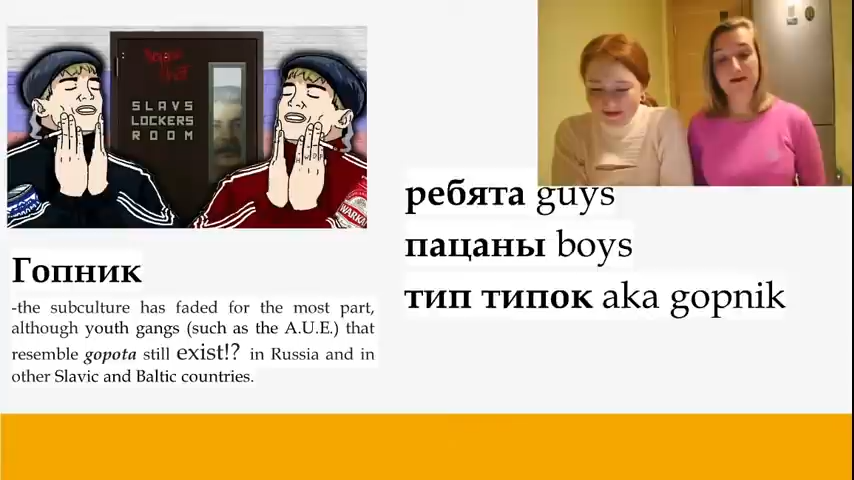 SLAVS
LOCKERS
ROOM
ребята guys
пацаны boys
тип типок aka gopnik
Гопник
-the subculture has faded for the most part,
although youth gangs (such as the A.U.E.) that
resemble gopota still exist!? in Russia and in
other Slavic and Baltic countries.